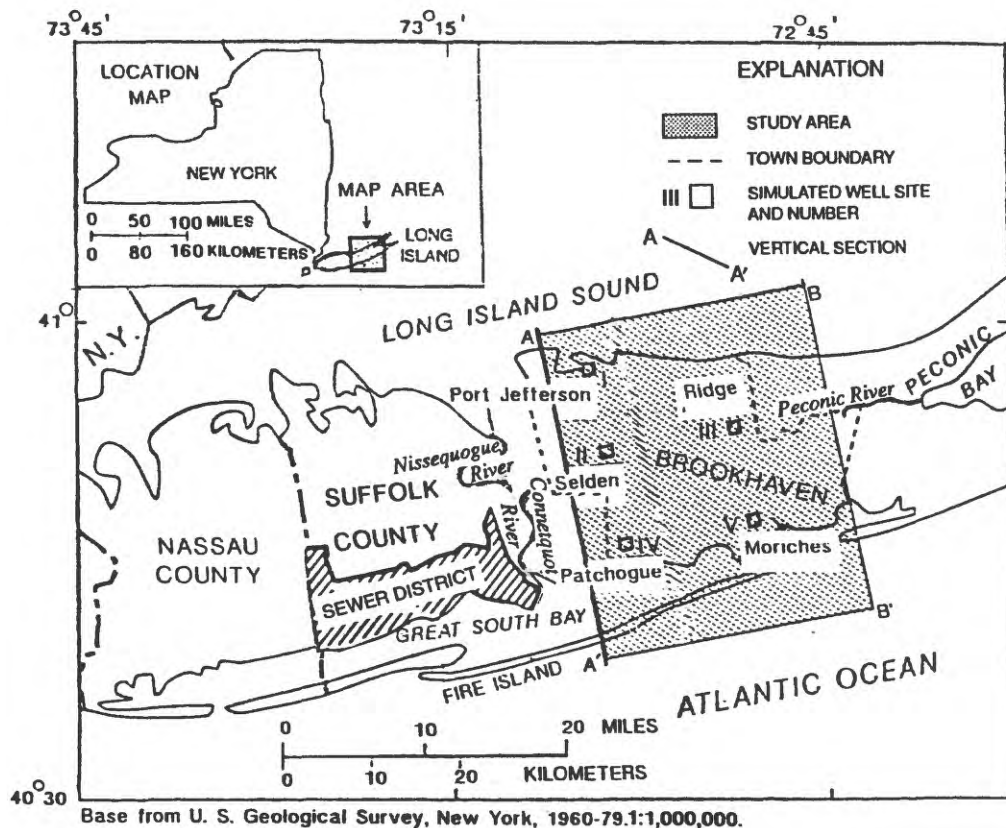 73°45'
73°15'
72°45'
LOCATION
MAP
NEW YORK
0 50 100 MILES
0 80 160 KILOMETERS
MAP AREA
LONG
ISLAND
EXPLANATION
STUDY AREA
TOWN BOUNDARY
III SIMULATED WELL SITE
AND NUMBER
A
A'
VERTICAL SECTION
41°
N.Y.
LONG ISLAND SOUND
A
B
Port Jefferson
I
Ridge
III
Peconic River
PECONIC
BAY
Nissequogue
River
II
Selden
BROOKHAVEN
SUFFOLK
COUNTY
Connetquot
River
NASSAU
COUNTY
IV
V
Moriches
Patchogue
SEWER DISTRICT
GREAT SOUTH BAY
FIRE ISLAND
A'
B'
ATLANTIC OCEAN
0 10 20 MILES
0 10 20 KILOMETERS
40°30
Base from U. S. Geological Survey, New York, 1960-79.1:1,000,000.